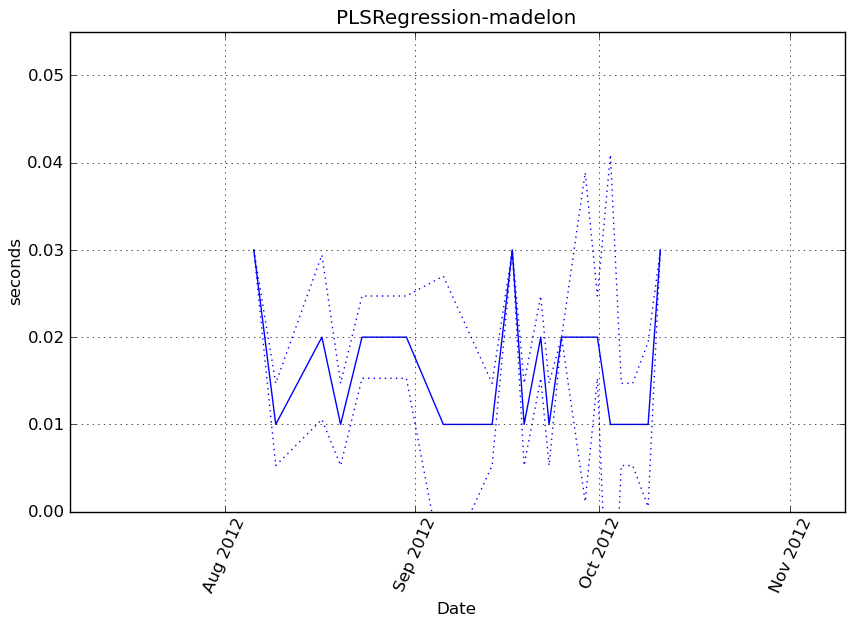 PLSRegression-madelon
0.05
0.04
0.03
0.02
0.01
0.00
seconds
Aug 2012
Sep 2012
Oct 2012
Nov 2012
Date